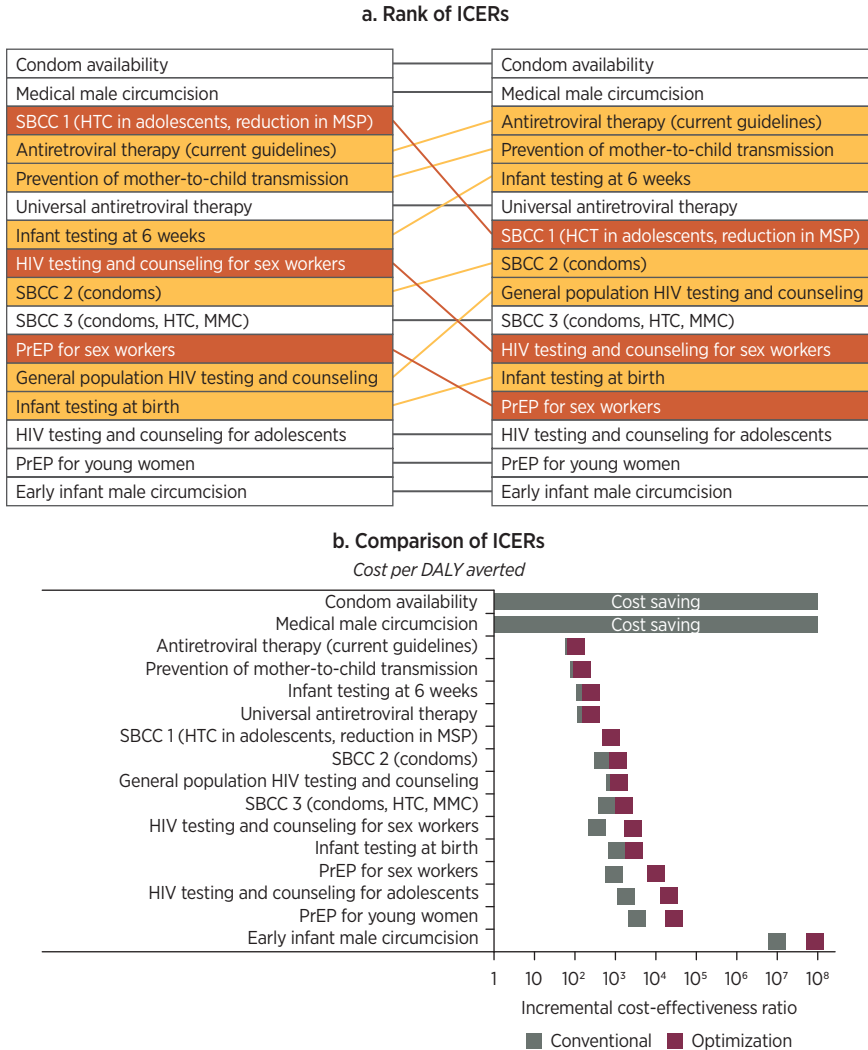 a. Rank of ICERs
Condom availability
Medical male circumcision
SBCC 1 (HTC in adolescents, reduction in MSP)
Antiretroviral therapy (current guidelines)
Prevention of mother-to-child transmission
Universal antiretroviral therapy
Infant testing at 6 weeks
HIV testing and counseling for sex workers
SBCC 2 (condoms)
SBCC 3 (condoms, HTC, MMC)
PrEP for sex workers
General population HIV testing and counseling
Infant testing at birth
HIV testing and counseling for adolescents
PrEP for young women
Early infant male circumcision
Condom availability
Medical male circumcision
Antiretroviral therapy (current guidelines)
Prevention of mother-to-child transmission
Infant testing at 6 weeks
Universal antiretroviral therapy
SBCC 1 (HCT in adolescents, reduction in MSP)
SBCC 2 (condoms)
General population HIV testing and counseling
SBCC 3 (condoms, HTC, MMC)
HIV testing and counseling for sex workers
Infant testing at birth
PrEP for sex workers
HIV testing and counseling for adolescents
PrEP for young women
Early infant male circumcision
b. Comparison of ICERs
Cost per DALY averted
Condom availability Cost saving
Medical male circumcision Cost saving
Antiretroviral therapy (current guidelines)
Prevention of mother-to-child transmission
Infant testing at 6 weeks
Universal antiretroviral therapy
SBCC 1 (HTC in adolescents, reduction in MSP)
SBCC 2 (condoms)
General population HIV testing and counseling
SBCC 3 (condoms, HTC, MMC)
HIV testing and counseling for sex workers
Infant testing at birth
PrEP for sex workers
HIV testing and counseling for adolescents
PrEP for young women
Early infant male circumcision
1 10 10² 10³ 10⁴ 10⁵ 10⁶ 10⁷ 10⁸
Incremental cost-effectiveness ratio
Conventional Optimization